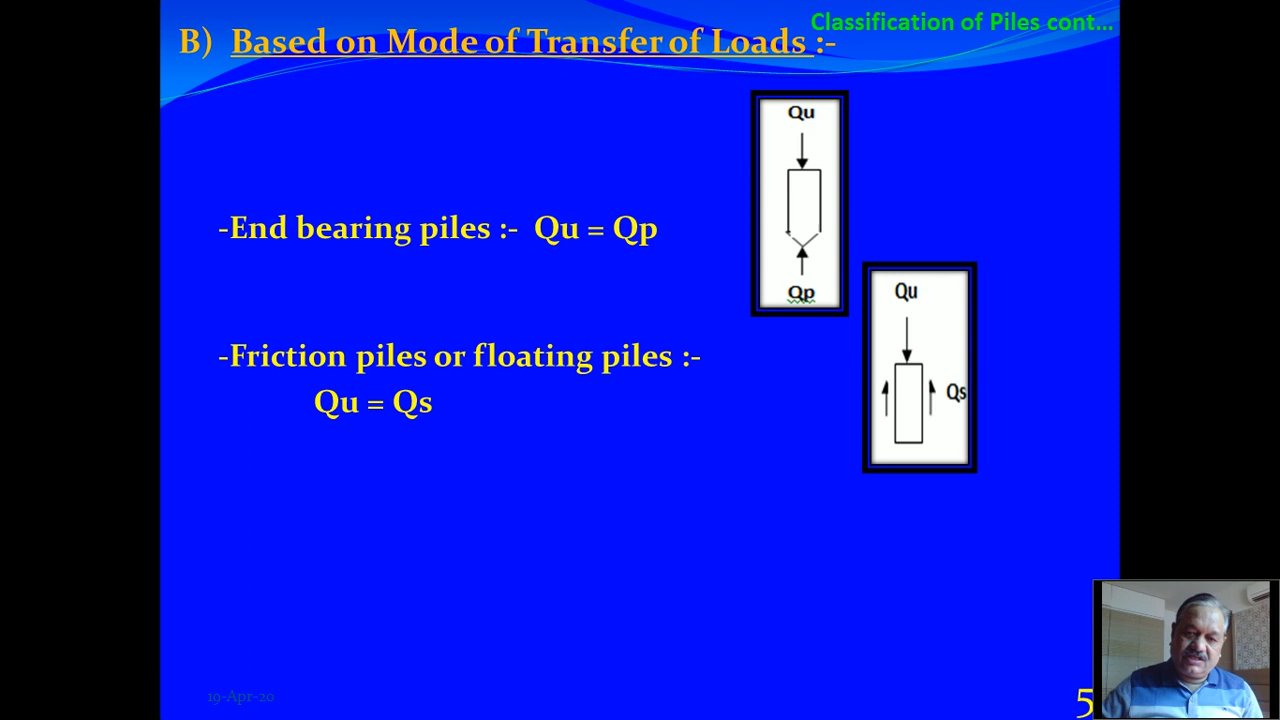 Classification of Piles cont...
B) Based on Mode of Transfer of Loads :-
Qu
-End bearing piles :- Qu = Qp
Qp
Qu
-Friction piles or floating piles :-
Qs
Qu = Qs
19-Apr-20
5